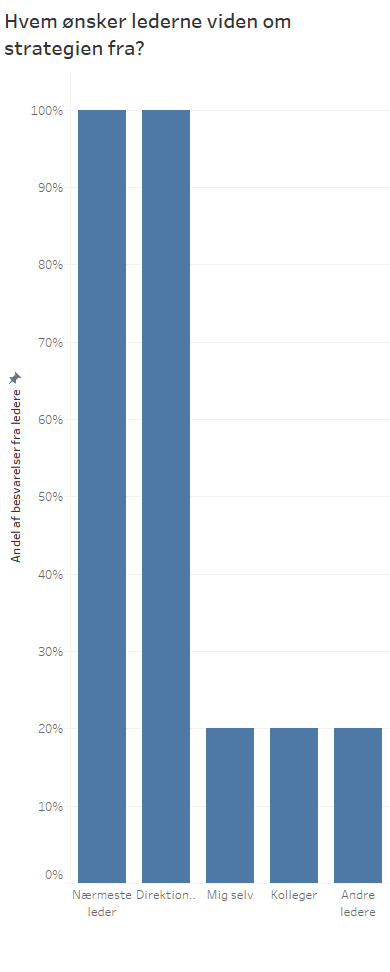 Hvem ønsker lederne viden om
strategien fra?
100%
90%
80%
70%
60%
50%
40%
30%
20%
10%
0%
Andel af besvarelser fra ledere
Nærmeste
leder
Direktion..
Mig selv
Kolleger
Andre
ledere